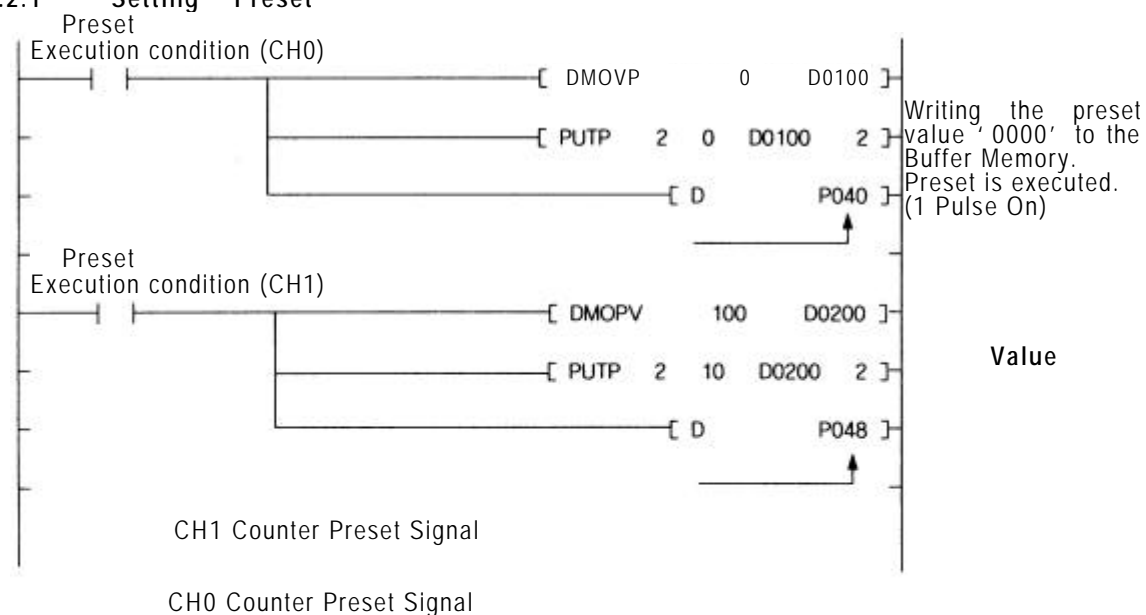 .2.1 Setting Preset
Preset
Execution condition (CH0)
[ DMOVP 0 D0100 ]
[ PUTP 2 0 D0100 2 ]
[ D P040 ]
Writing the preset
value ‘0000’ to the
Buffer Memory.
Preset is executed.
(1 Pulse On)
Preset
Execution condition (CH1)
[ DMOPV 100 D0200 ]
[ PUTP 2 10 D0200 2 ]
[ D P048 ]
Value
CH1 Counter Preset Signal
CH0 Counter Preset Signal